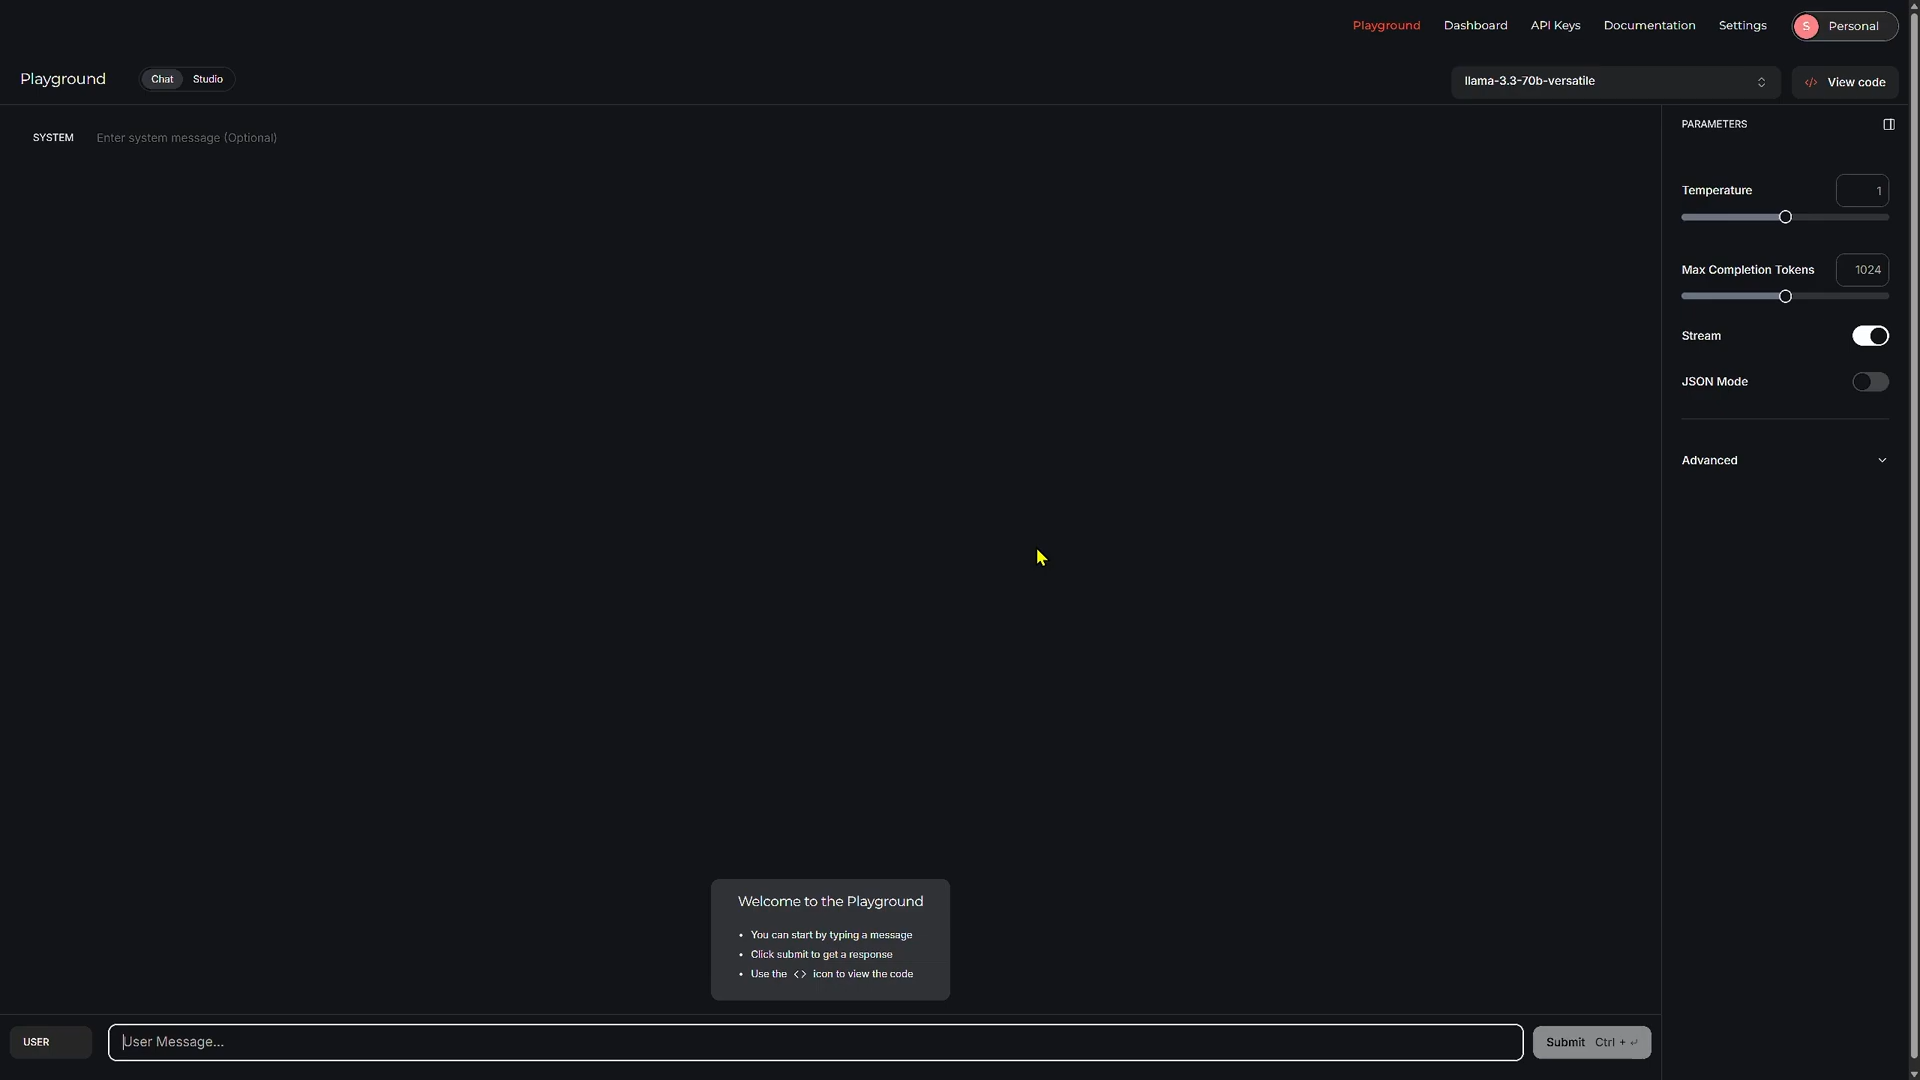 Playground Dashboard API Keys Documentation Settings S Personal
Playground Chat Studio llama-3.3-70b-versatile </> View code
SYSTEM Enter system message (Optional)
PARAMETERS
Temperature 1
Max Completion Tokens 1024
Stream
JSON Mode
Advanced
Welcome to the Playground
• You can start by typing a message
• Click submit to get a response
• Use the <> icon to view the code
USER User Message... Submit Ctrl + ↵